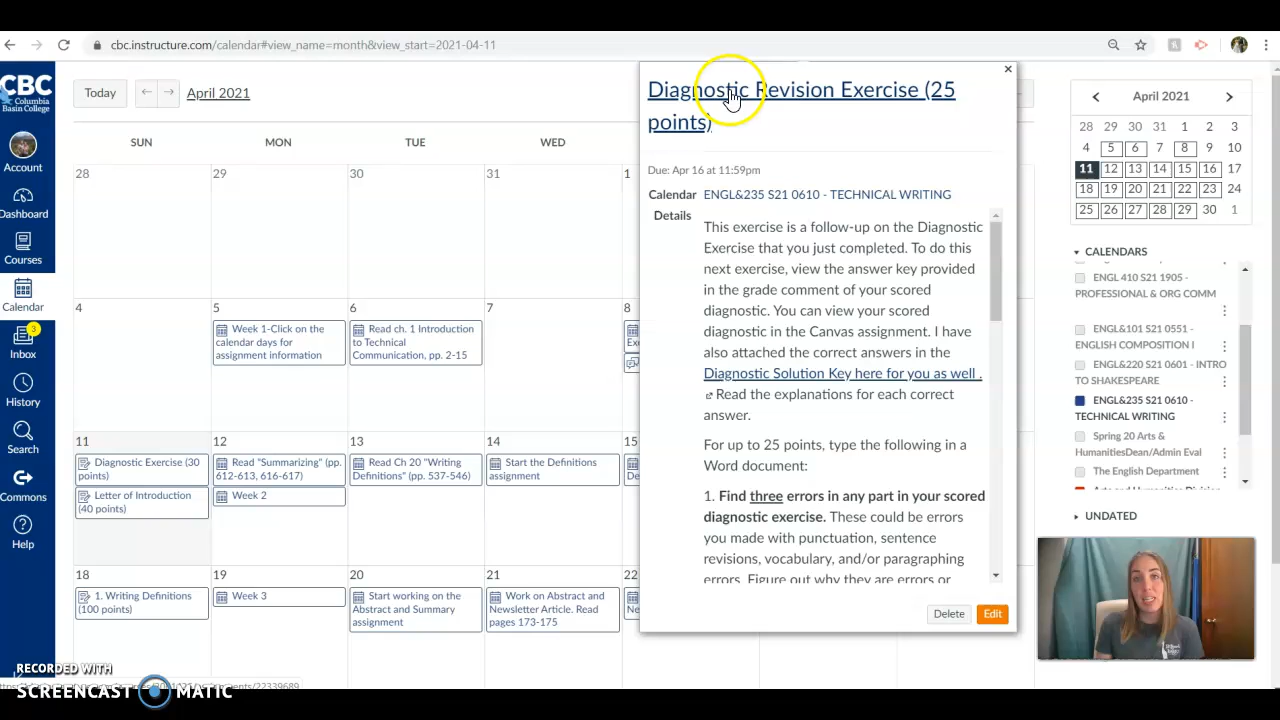 cbc.instructure.com/calendar#view_name=month&view_start=2021-04-11
CBC
Columbia
Basin College
Account
Dashboard
Courses
Calendar
3
Inbox
History
Search
Commons
Help
Today
April 2021
SUN
MON
TUE
WED
28
29
30
31
1
4
5
Week 1-Click on the
calendar days for
assignment information
6
Read ch. 1 Introduction
to Technical
Communication, pp. 2-15
7
8
11
Diagnostic Exercise (30
points)
Letter of Introduction
(40 points)
12
Read "Summarizing" (pp.
612-613, 616-617)
Week 2
13
Read Ch 20 "Writing
Definitions" (pp. 537-546)
14
Start the Definitions
assignment
15
18
1. Writing Definitions
(100 points)
19
Week 3
20
Start working on the
Abstract and Summary
assignment
21
Work on Abstract and
Newsletter Article. Read
pages 173-175
22
Diagnostic Revision Exercise (25
points)
Due: Apr 16 at 11:59pm
Calendar ENGL&235 S21 0610 - TECHNICAL WRITING
Details
This exercise is a follow-up on the Diagnostic
Exercise that you just completed. To do this
next exercise, view the answer key provided
in the grade comment of your scored
diagnostic. You can view your scored
diagnostic in the Canvas assignment. I have
also attached the correct answers in the
Diagnostic Solution Key here for you as well .
Read the explanations for each correct
answer.
For up to 25 points, type the following in a
Word document:
1. Find three errors in any part in your scored
diagnostic exercise. These could be errors
you made with punctuation, sentence
revisions, vocabulary, and/or paragraphing
errors. Figure out why they are errors or
Delete
Edit
April 2021
28 29 30 31 1 2 3
4 5 6 7 8 9 10
11 12 13 14 15 16 17
18 19 20 21 22 23 24
25 26 27 28 29 30 1
CALENDARS
ENGL 410 S21 1905 -
PROFESSIONAL & ORG COMM
ENGL&101 S21 0551 -
ENGLISH COMPOSITION I
ENGL&220 S21 0601 - INTRO
TO SHAKESPEARE
ENGL&235 S21 0610 -
TECHNICAL WRITING
Spring 20 Arts &
HumanitiesDean/Admin Eval
The English Department
UNDATED
RECORDED WITH
SCREENCAST MATIC